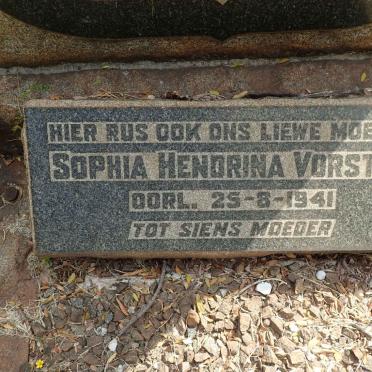 HIER RUS OOK ONS LIEWE MOE
SOPHIA HENDRINA VORST
OORL. 25-8-1941
TOT SIENS MOEDER